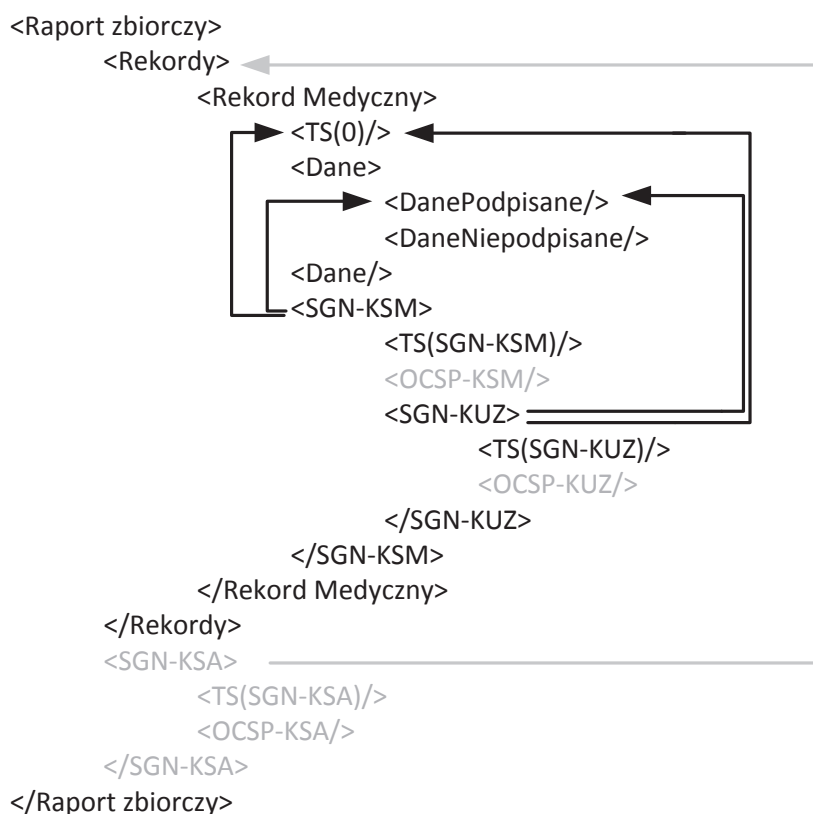 <Raport zbiorczy>
<Rekordy>
<Rekord Medyczny>
<TS(0)/>
<Dane>
<DanePodpisane/>
<DaneNiepodpisane/>
<Dane/>
<SGN-KSM>
<TS(SGN-KSM)/>
<OCSP-KSM/>
<SGN-KUZ>
<TS(SGN-KUZ)/>
<OCSP-KUZ/>
</SGN-KUZ>
</SGN-KSM>
</Rekord Medyczny>
</Rekordy>
<SGN-KSA>
<TS(SGN-KSA)/>
<OCSP-KSA/>
</SGN-KSA>
</Raport zbiorczy>